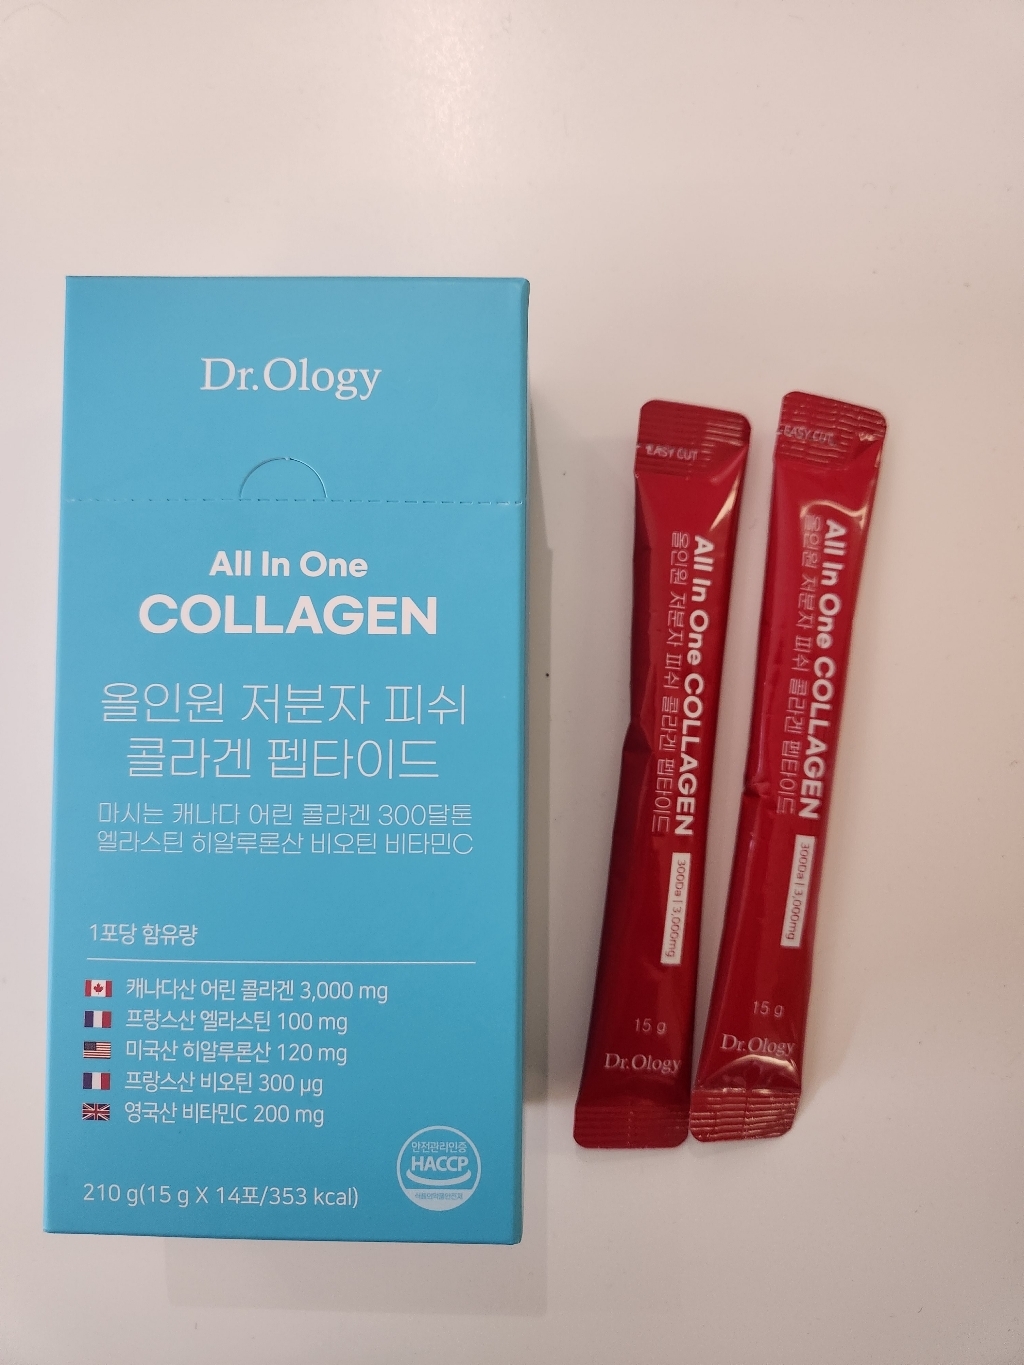 Dr.Ology
All In One
COLLAGEN
올인원 저분자 피쉬
콜라겐 펩타이드
마시는 캐나다 어린 콜라겐 300달톤
엘라스틴 히알루론산 비오틴 비타민C
1포당 함유량
캐나다산 어린 콜라겐 3,000 mg
프랑스산 엘라스틴 100 mg
미국산 히알루론산 120 mg
프랑스산 비오틴 300 μg
영국산 비타민C 200 mg
안전관리인증
HACCP
210 g(15 g X 14포/353 kcal)
EASY CUT
All In One COLLAGEN
올인원 저분자 피쉬 콜라겐 펩타이드
300Da | 3,000mg
15 g
Dr.Ology
EASY CUT
All In One COLLAGEN
올인원 저분자 피쉬 콜라겐 펩타이드
300Da | 3,000mg
15 g
Dr.Ology